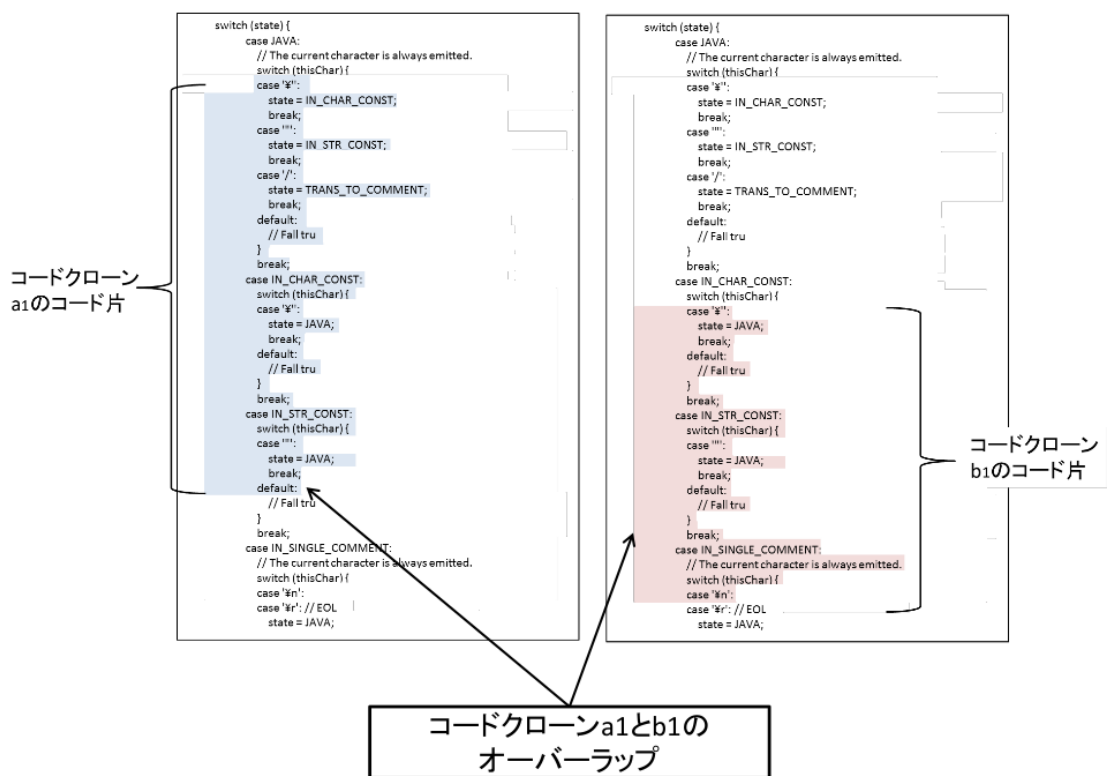 switch (state) {
case JAVA:
// The current character is always emitted.
switch (thisChar) {
case '¥'':
state = IN_CHAR_CONST;
break;
case '"':
state = IN_STR_CONST;
break;
case '/':
state = TRANS_TO_COMMENT;
break;
default:
// Fall tru
}
break;
case IN_CHAR_CONST:
switch (thisChar) {
case '¥'':
state = JAVA;
break;
default:
// Fall tru
}
break;
case IN_STR_CONST:
switch (thisChar) {
case '"':
state = JAVA;
break;
default:
// Fall tru
}
break;
case IN_SINGLE_COMMENT:
// The current character is always emitted.
switch (thisChar) {
case '¥n':
case '¥r': // EOL
state = JAVA;
コードクローン
a1のコード片
switch (state) {
case JAVA:
// The current character is always emitted.
switch (thisChar) {
case '¥'':
state = IN_CHAR_CONST;
break;
case '"':
state = IN_STR_CONST;
break;
case '/':
state = TRANS_TO_COMMENT;
break;
default:
// Fall tru
}
break;
case IN_CHAR_CONST:
switch (thisChar) {
case '¥'':
state = JAVA;
break;
default:
// Fall tru
}
break;
case IN_STR_CONST:
switch (thisChar) {
case '"':
state = JAVA;
break;
default:
// Fall tru
}
break;
case IN_SINGLE_COMMENT:
// The current character is always emitted.
switch (thisChar) {
case '¥n':
case '¥r': // EOL
state = JAVA;
コードクローン
b1のコード片
コードクローンa1とb1の
オーバーラップ